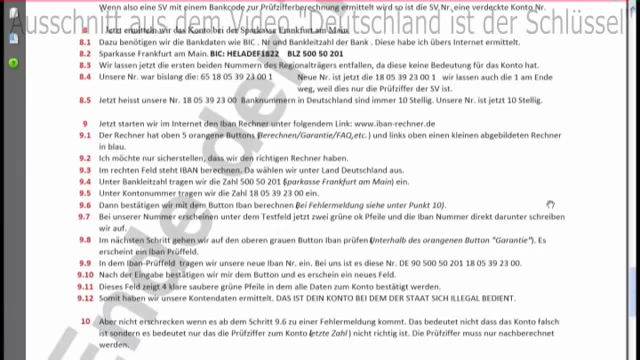 Wenn also eine SV mit einem Bankcode zur Prüfzifferberechnung ermittelt wird so ist die SV Nr. eine verdeckte Konto Nr.
Ausschnitt aus dem Video "Deutschland ist der Schlüssel"
8 Jetzt ermitteln wir das Konto bei der Sparkasse Frankfurt am Main
8.1 Dazu benötigen wir die Bankdaten wie BIC, Nr und Bankleitzahl der Bank. Diese habe ich übers Internet ermittelt.
8.2 Sparkasse Frankfurt am Main. BIC: HELADEF1822 BLZ 500 50 201
8.3 Wir lassen jetzt die ersten beiden Nummern des Regionalträgers entfallen, da diese keine Bedeutung für das Konto hat.
8.4 Unsere Nr. war bislang die: 65 18 05 39 23 00 1 Neue Nr. ist jetzt die 18 05 39 23 00 1 wir lassen auch die 1 am Ende
weg, weil dies nur die Prüfziffer der SV ist.
8.5 Jetzt heisst unsere Nr. 18 05 39 23 00 Banknummern in Deutschland sind immer 10 Stellig. Unsere Nr. ist jetzt 10 Stellig.
9 Jetzt starten wir im Internet den Iban Rechner unter folgendem Link: www.iban-rechner.de
9.1 Der Rechner hat oben 5 orangene Buttons (Berechnen/Garantie/FAQ,etc.) und links oben einen kleinen abgebildeten Rechner
in blau.
9.2 Ich möchte nur sicherstellen, dass wir den richtigen Rechner haben.
9.3 Im rechten Feld steht IBAN berechnen. Da wählen wir unter Land Deutschland aus.
9.4 Unter Bankleitzahl tragen wir die Zahl 500 50 201 (Sparkasse Frankfurt am Main) ein.
9.5 Unter Kontonummer tragen wir die Zahl 18 05 39 23 00 ein.
9.6 Dann bestätigen wir mit dem Button Iban berechnen (Bei Fehlermeldung siehe unter Punkt 10).
9.7 Bei unserer Nummer erscheinen unter dem Testfeld jetzt zwei grüne ok Pfeile und die Iban Nummer direkt darunter schreiben
wir auf.
9.8 Im nächsten Schritt gehen wir auf den oberen grauen Button Iban prüfen (Unterhalb des orangenen Button "Garantie"). Es
erscheint ein Iban Prüffeld.
9.9 In dem Iban-Prüffeld tragen wir unsere neue Iban Nr. ein. Bei uns ist es diese Nr. DE 90 500 50 201 18 05 39 23 00.
9.10 Nach der Eingabe bestätigen wir mir dem Button und es erschein ein neues Feld.
9.11 Dieses Feld zeigt 4 klare saubere grüne Pfeile in dem alle Daten zum Konto bestätigt werden.
9.12 Somit haben wir unsere Kontendaten ermittelt. DAS IST DEIN KONTO BEI DEM DER STAAT SICH ILLEGAL BEDIENT.
10 Aber nicht erschrecken wenn es ab dem Schritt 9.6 zu einer Fehlermeldung kommt. Das bedeutet nicht dass das Konto falsch
ist sondern es bedeutet nur das die Prüfziffer zum Konto (letzte Zahl) nicht richtig ist. Die Prüfziffer muss nur nachberechnet
werden.
Ende der